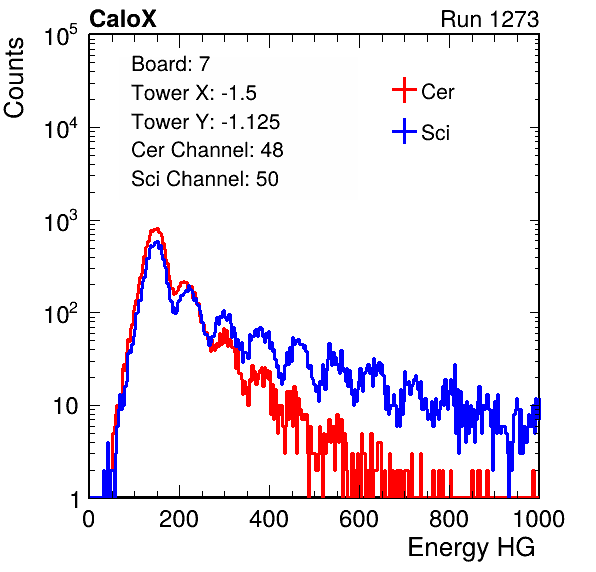 CaloX Run 1273
Counts
10^5
10^4
10^3
10^2
10
1
Board: 7
Tower X: -1.5
Tower Y: -1.125
Cer Channel: 48
Sci Channel: 50
Cer
Sci
0 200 400 600 800 1000
Energy HG